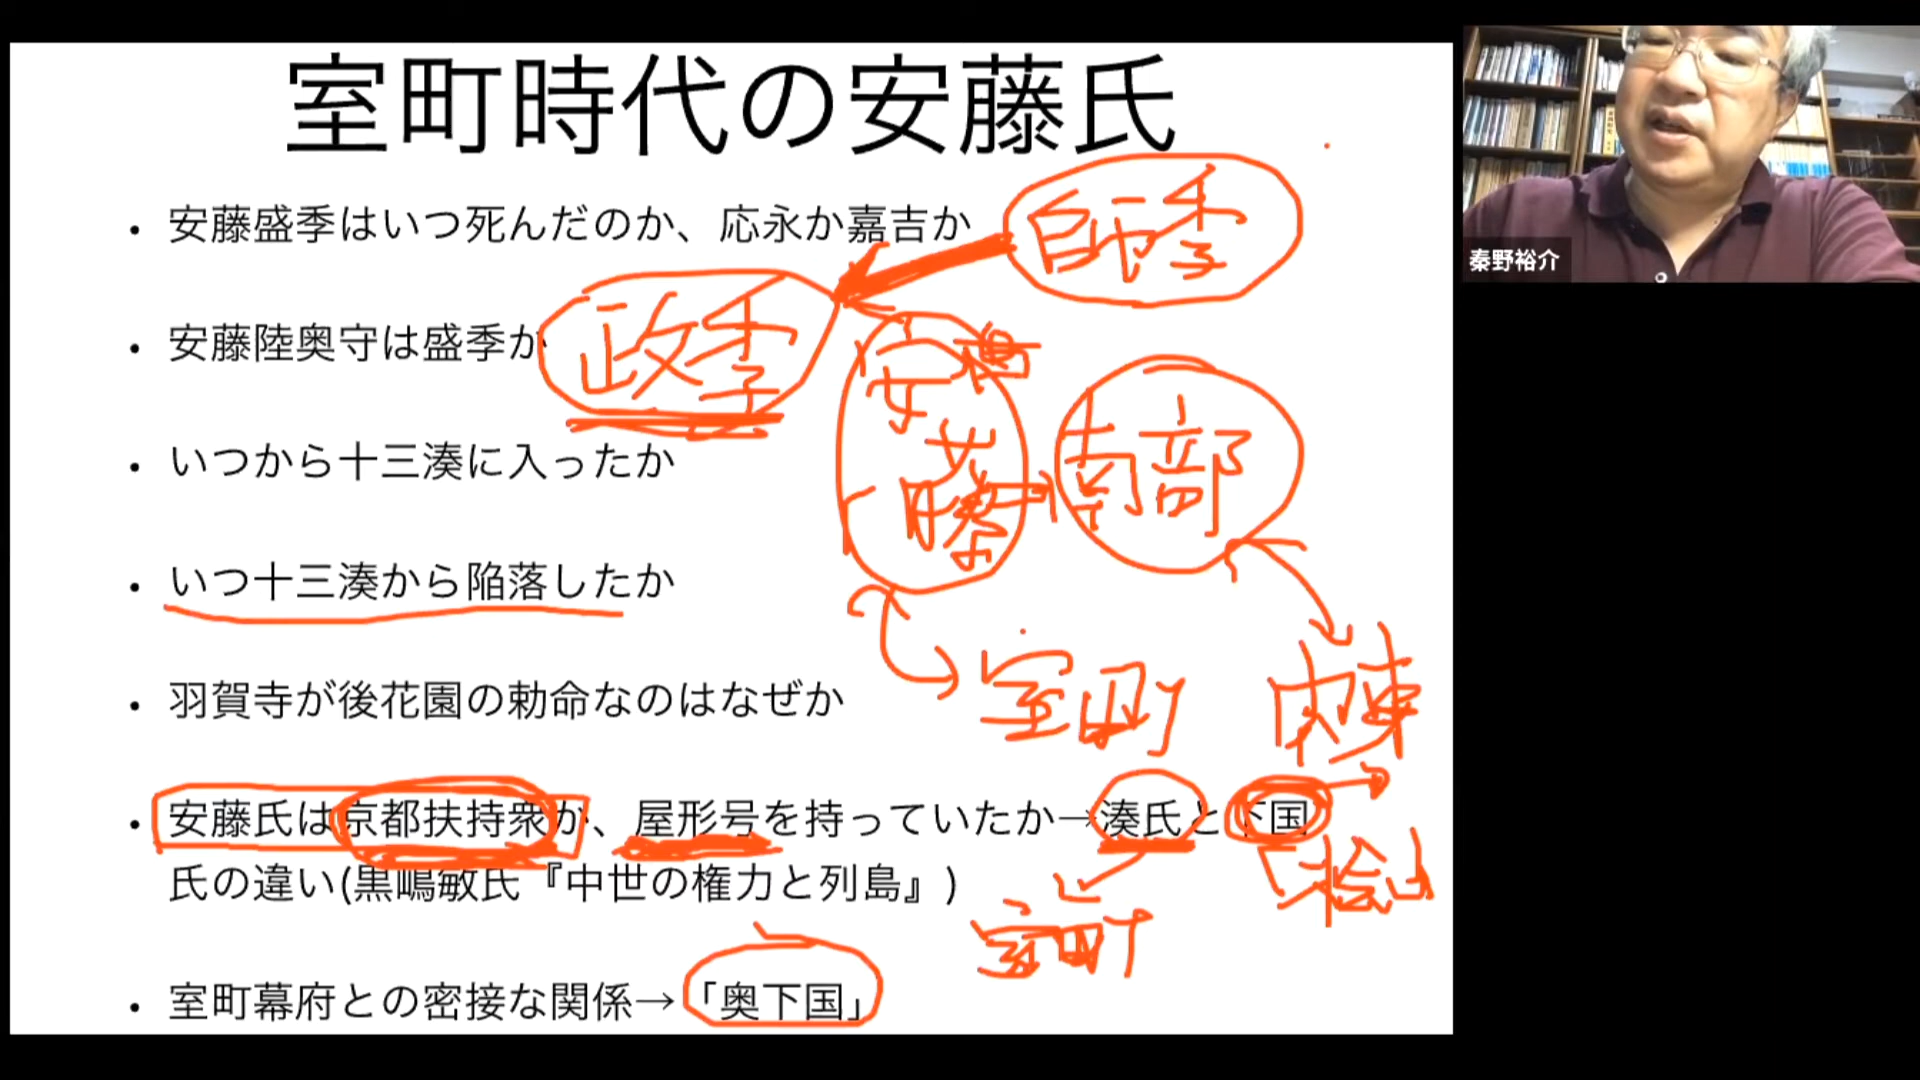 室町時代の安藤氏
• 安藤盛季はいつ死んだのか、応永か嘉吉か
師季
• 安藤陸奥守は盛季か
政季
安藤
南部
• いつから十三湊に入ったか
• いつ十三湊から陥落したか
• 羽賀寺が後花園の勅命なのはなぜか
室町
• 安藤氏は京都扶持衆か、屋形号を持っていたか→湊氏と下国
氏の違い(黒嶋敏氏『中世の権力と列島』)
桧山
室町
• 室町幕府との密接な関係→「奥下国」
秦野裕介